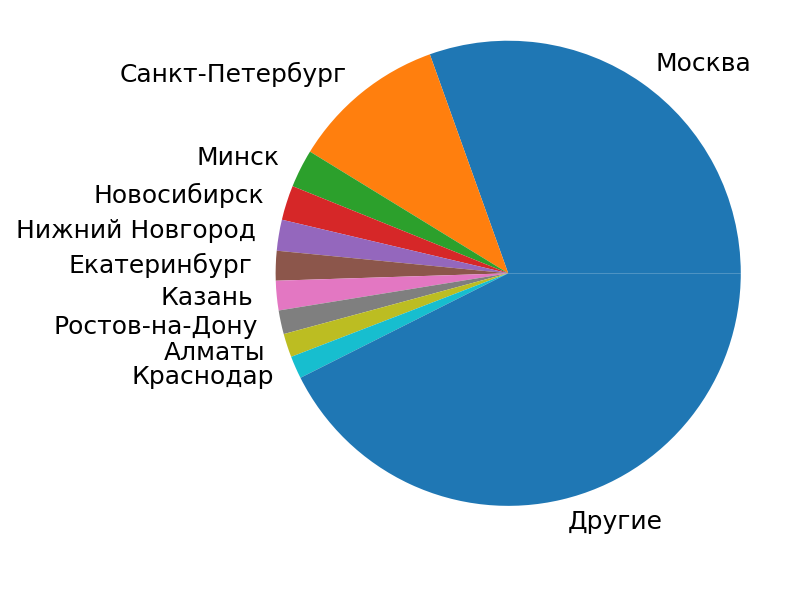 Москва
Санкт-Петербург
Минск
Новосибирск
Нижний Новгород
Екатеринбург
Казань
Ростов-на-Дону
Алматы
Краснодар
Другие